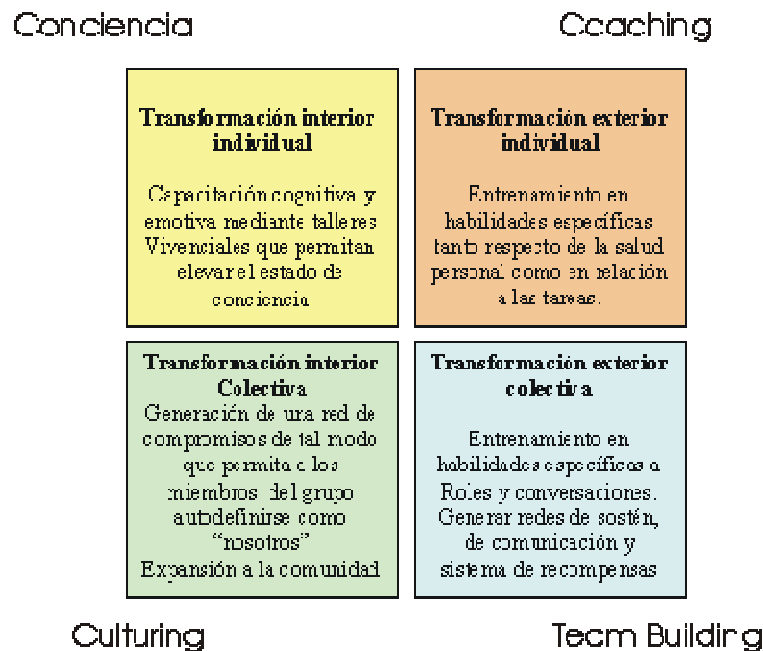 Conciencia
Coaching
Transformación interior
individual
Capacitación cognitiva y
emotiva mediante talleres
Vivenciales que permitan
elevar el estado de
conciencia
Transformación exterior
individual
Entrenamiento en
habilidades específicas
tanto respecto de la salud
personal como en relación
a las tareas.
Transformación interior
Colectiva
Generación de una red de
compromisos de tal modo
que permita a los
miembros del grupo
autodefinirse como
“nosotros”
Expansión a la comunidad
Transformación exterior
colectiva
Entrenamiento en
habilidades específicas a
Roles y conversaciones.
Generar redes de sostén,
de comunicación y
sistema de recompensas
Culturing
Team Building